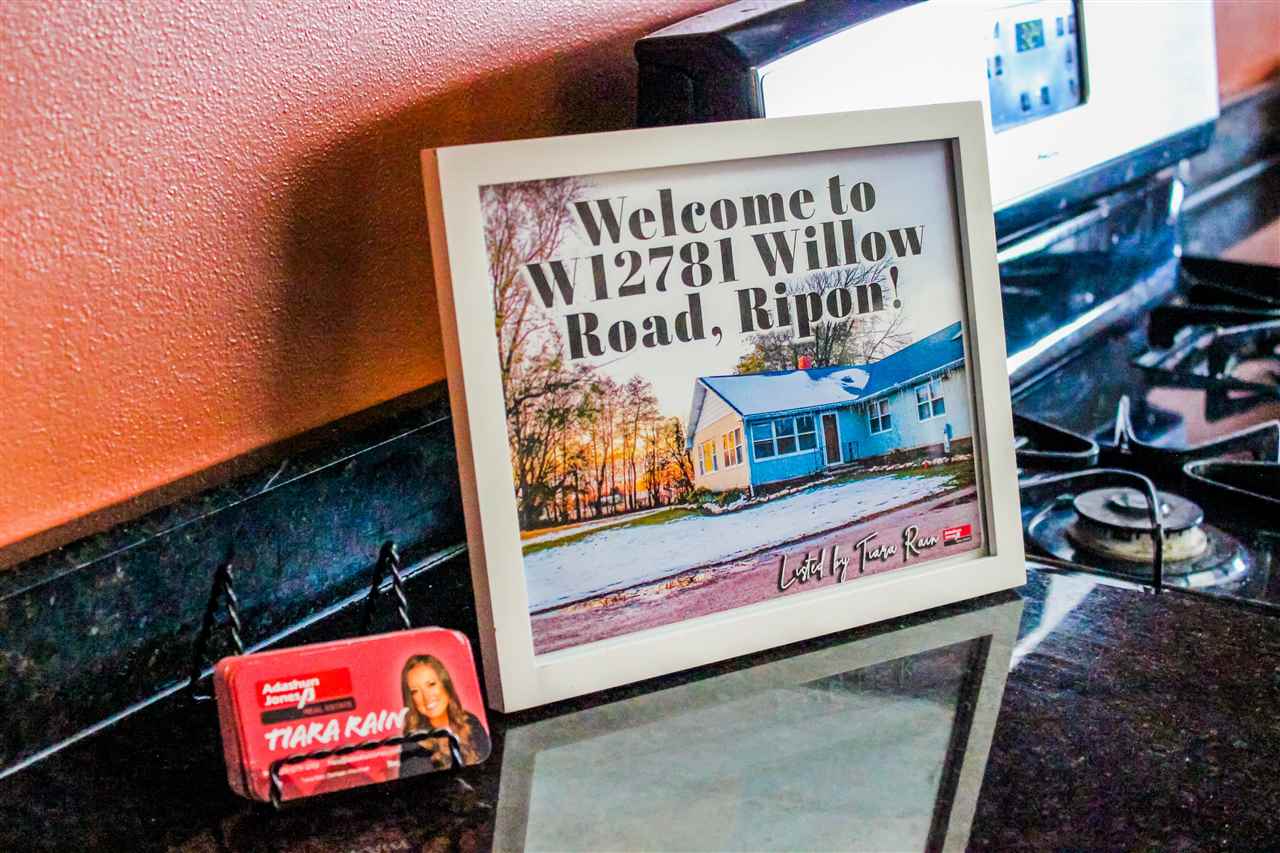 Welcome to
W12781 Willow
Road, Ripon!
Listed by Tiara Rain
Adashun
Jones
REAL ESTATE
TIARA RAIN